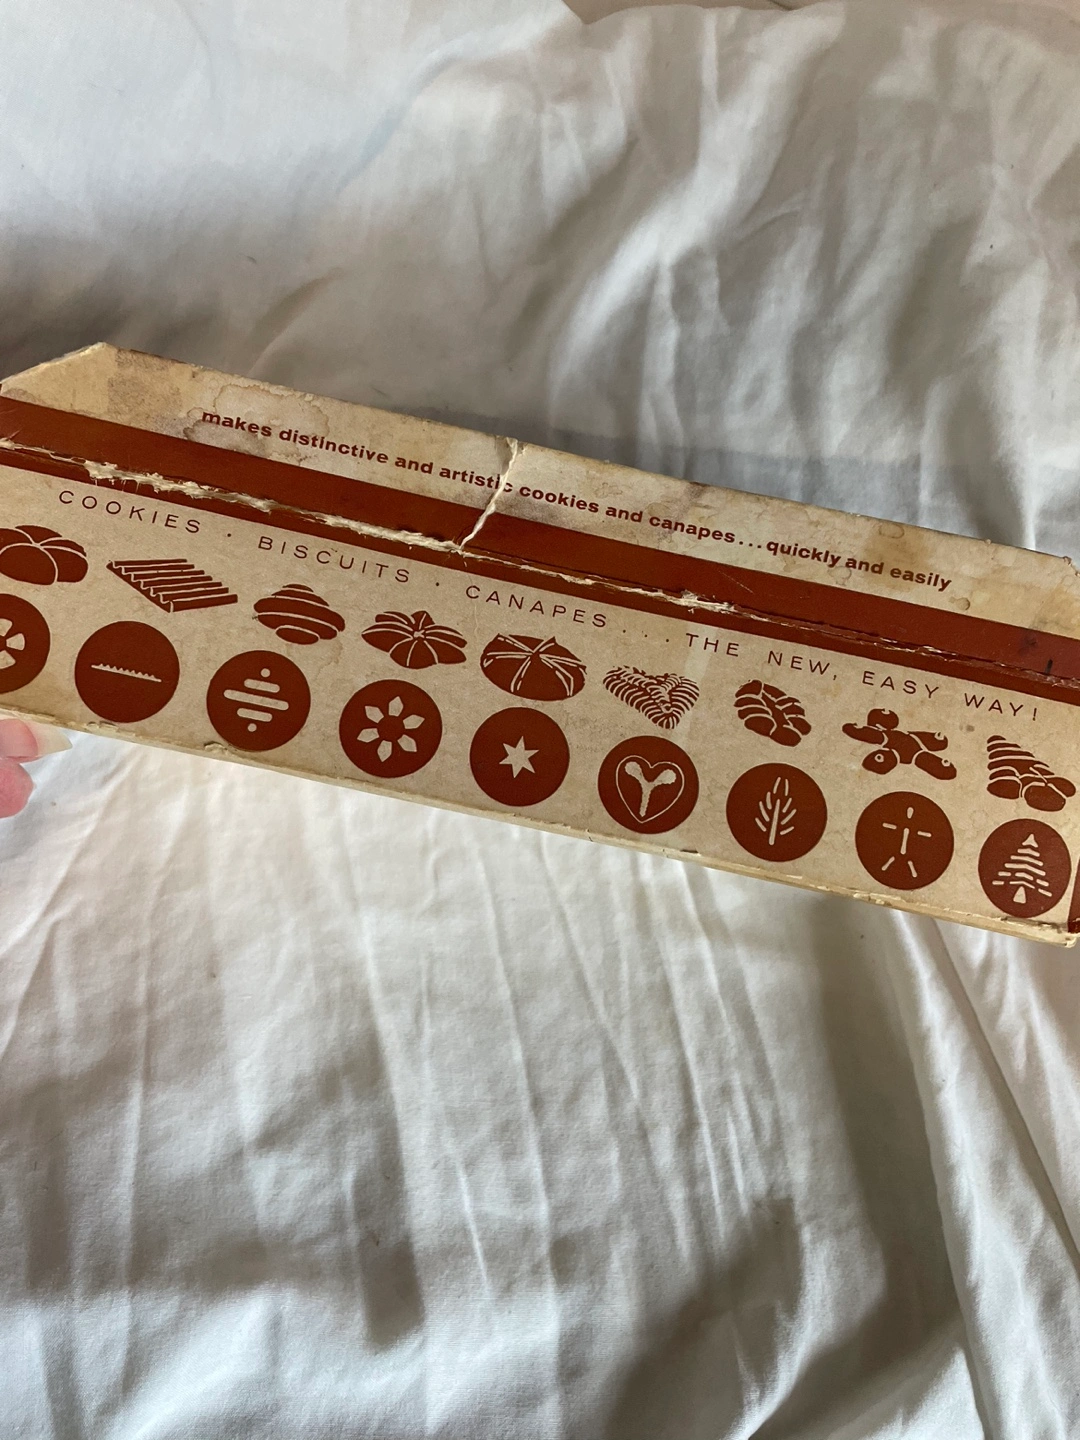 makes distinctive and artistic cookies and canapes...quickly and easily
COOKIES · BISCUITS · CANAPES.... THE NEW, EASY WAY!